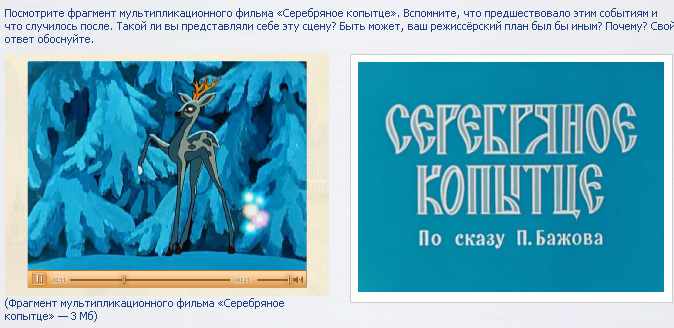 Посмотрите фрагмент мультипликационного фильма «Серебряное копытце». Вспомните, что предшествовало этим событиям и
что случилось после. Такой ли вы представляли себе эту сцену? Быть может, ваш режиссёрский план был бы иным? Почему? Свой
ответ обоснуйте.
СЕРЕБРЯНОЕ
КОПЫТЦЕ
По сказу П.Бажова
(Фрагмент мультипликационного фильма «Серебряное
копытце» — 3 Мб)